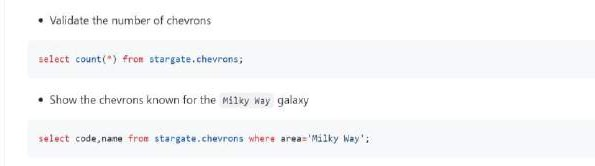 • Validate the number of chevrons
select count(*) from stargate.chevrons;
• Show the chevrons known for the Milky Way galaxy
select code,name from stargate.chevrons where area='Milky Way';